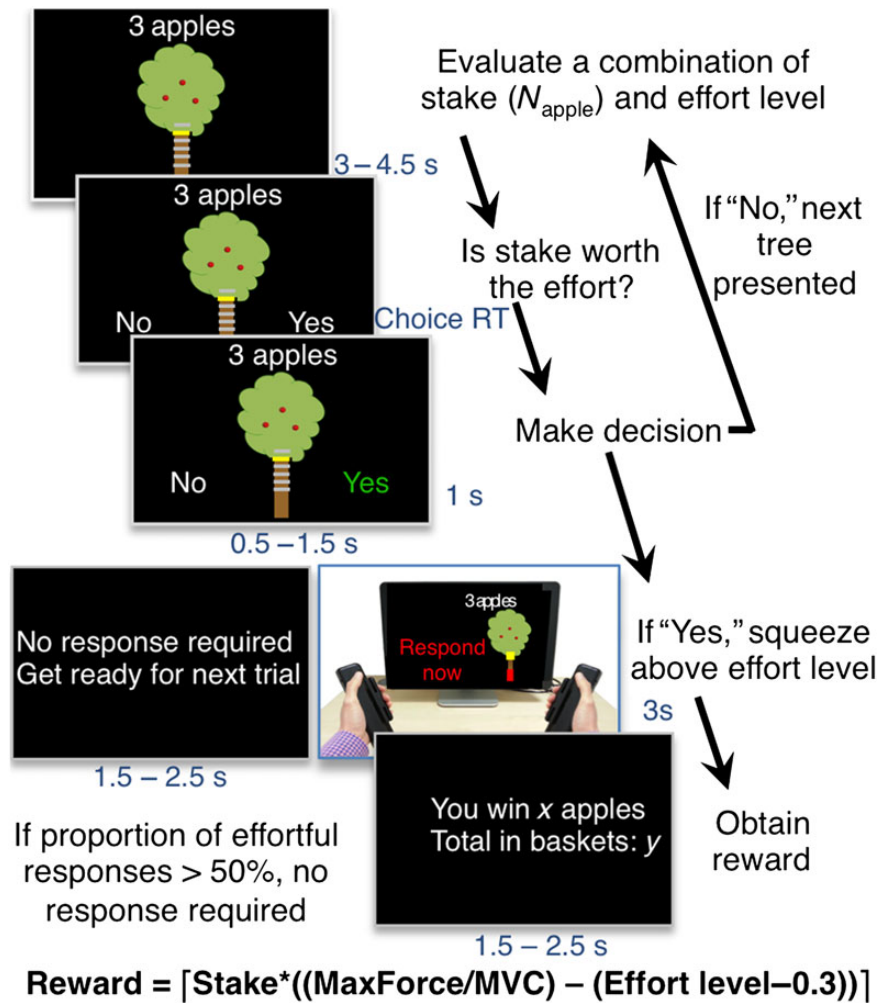 3 apples
3 – 4.5 s
3 apples
No Yes
Choice RT
3 apples
No Yes
1 s
0.5 – 1.5 s
Evaluate a combination of
stake (N_apple) and effort level
Is stake worth
the effort?
If “No,” next
tree
presented
Make decision
If “Yes,” squeeze
above effort level
No response required
Get ready for next trial
1.5 – 2.5 s
3 apples
Respond
now
3s
If proportion of effortful
responses > 50%, no
response required
You win x apples
Total in baskets: y
1.5 – 2.5 s
Obtain
reward
Reward = ⌈Stake*((MaxForce/MVC) – (Effort level–0.3))⌉